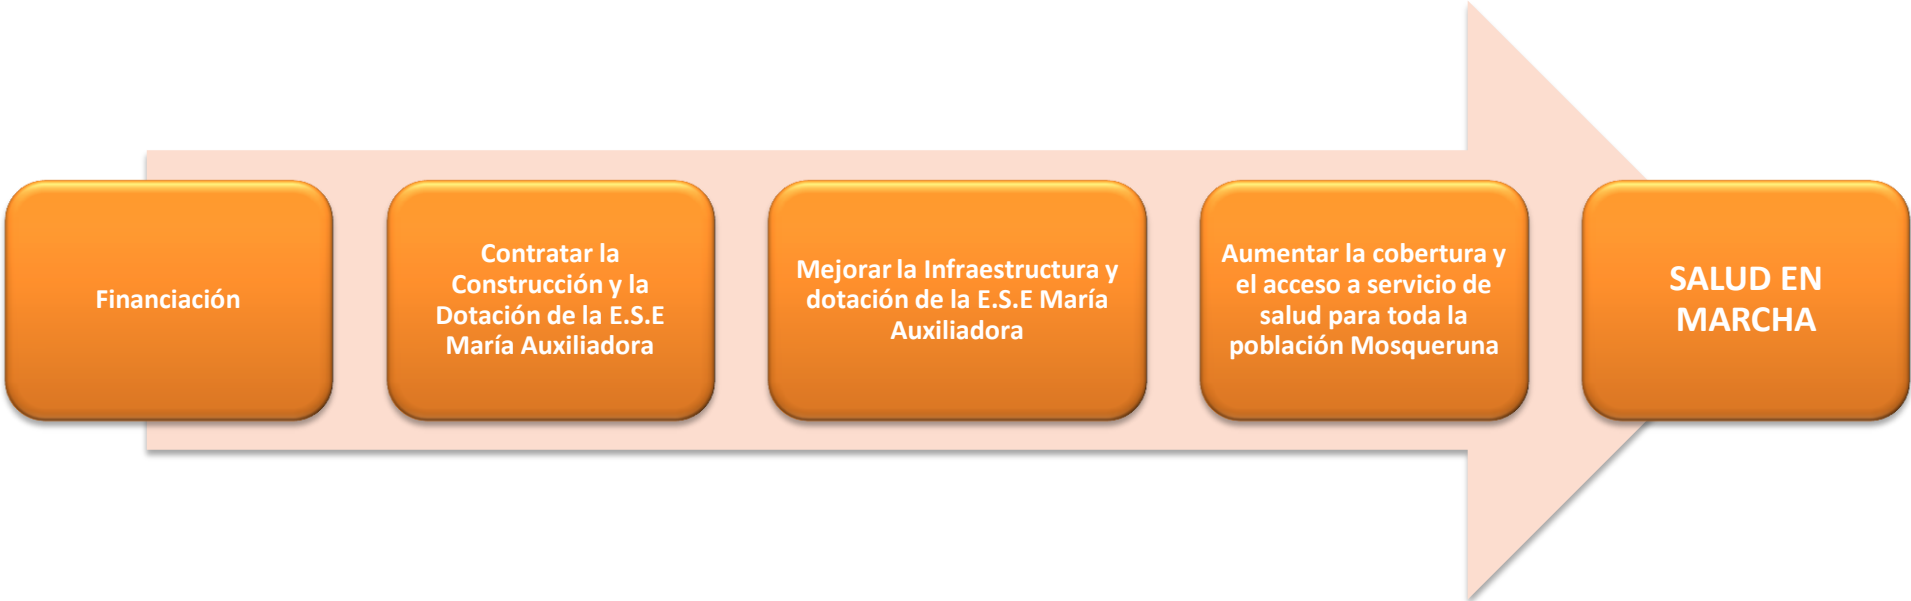 Financiación
Contratar la
Construcción y la
Dotación de la E.S.E
María Auxiliadora
Mejorar la Infraestructura y
dotación de la E.S.E María
Auxiliadora
Aumentar la cobertura y
el acceso a servicio de
salud para toda la
población Mosqueruna
SALUD EN
MARCHA